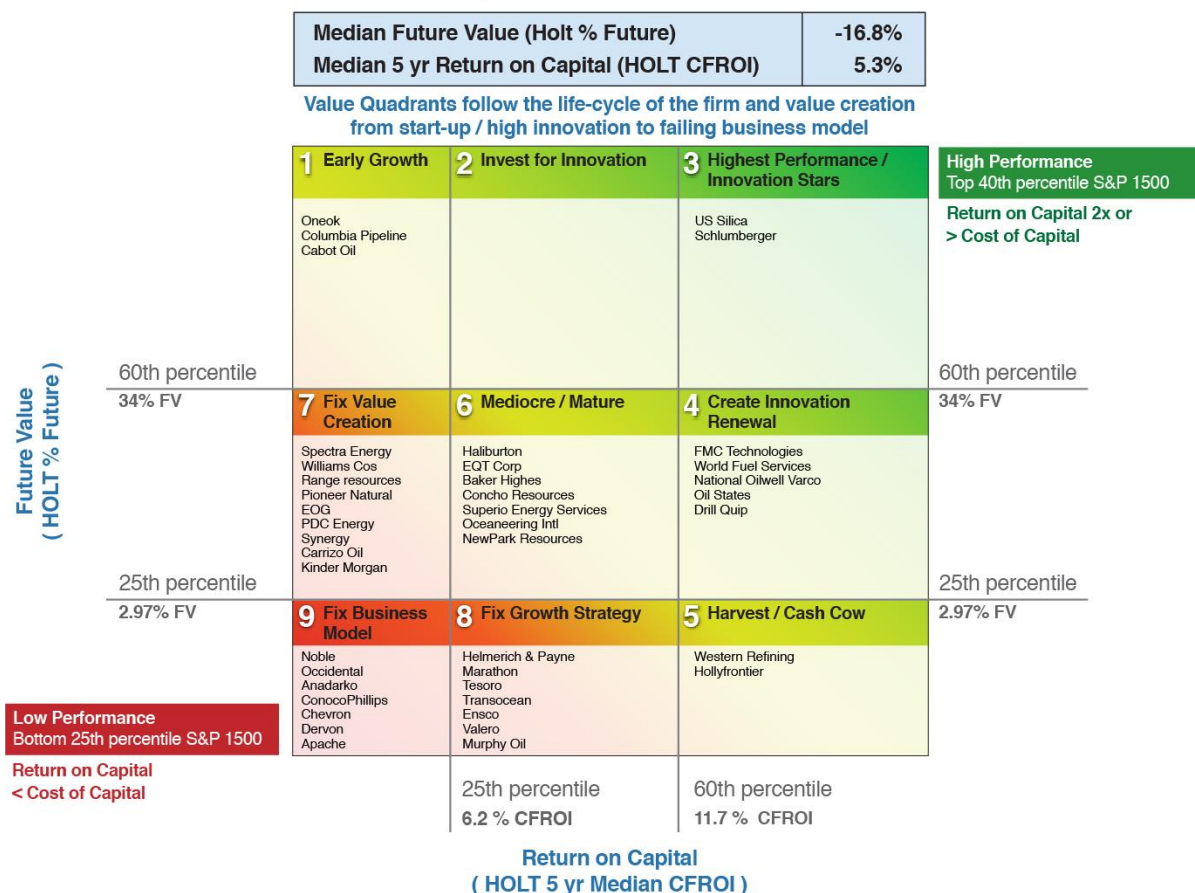 Median Future Value (Holt % Future) -16.8%
Median 5 yr Return on Capital (HOLT CFROI) 5.3%
Value Quadrants follow the life-cycle of the firm and value creation
from start-up / high innovation to failing business model
1 Early Growth
Oneok
Columbia Pipeline
Cabot Oil
2 Invest for Innovation
3 Highest Performance /
Innovation Stars
US Silica
Schlumberger
High Performance
Top 40th percentile S&P 1500
Return on Capital 2x or
> Cost of Capital
Future Value
( HOLT % Future )
60th percentile
34% FV
60th percentile
34% FV
7 Fix Value
Creation
Spectra Energy
Williams Cos
Range resources
Pioneer Natural
EOG
PDC Energy
Synergy
Carrizo Oil
Kinder Morgan
6 Mediocre / Mature
Haliburton
EQT Corp
Baker Highes
Concho Resources
Superio Energy Services
Oceaneering Intl
NewPark Resources
4 Create Innovation
Renewal
FMC Technologies
World Fuel Services
National Oilwell Varco
Oil States
Drill Quip
25th percentile
2.97% FV
25th percentile
2.97% FV
9 Fix Business
Model
Noble
Occidental
Anadarko
ConocoPhillips
Chevron
Dervon
Apache
8 Fix Growth Strategy
Helmerich & Payne
Marathon
Tesoro
Transocean
Ensco
Valero
Murphy Oil
5 Harvest / Cash Cow
Western Refining
Hollyfrontier
Low Performance
Bottom 25th percentile S&P 1500
Return on Capital
< Cost of Capital
25th percentile
6.2 % CFROI
60th percentile
11.7 % CFROI
Return on Capital
( HOLT 5 yr Median CFROI )